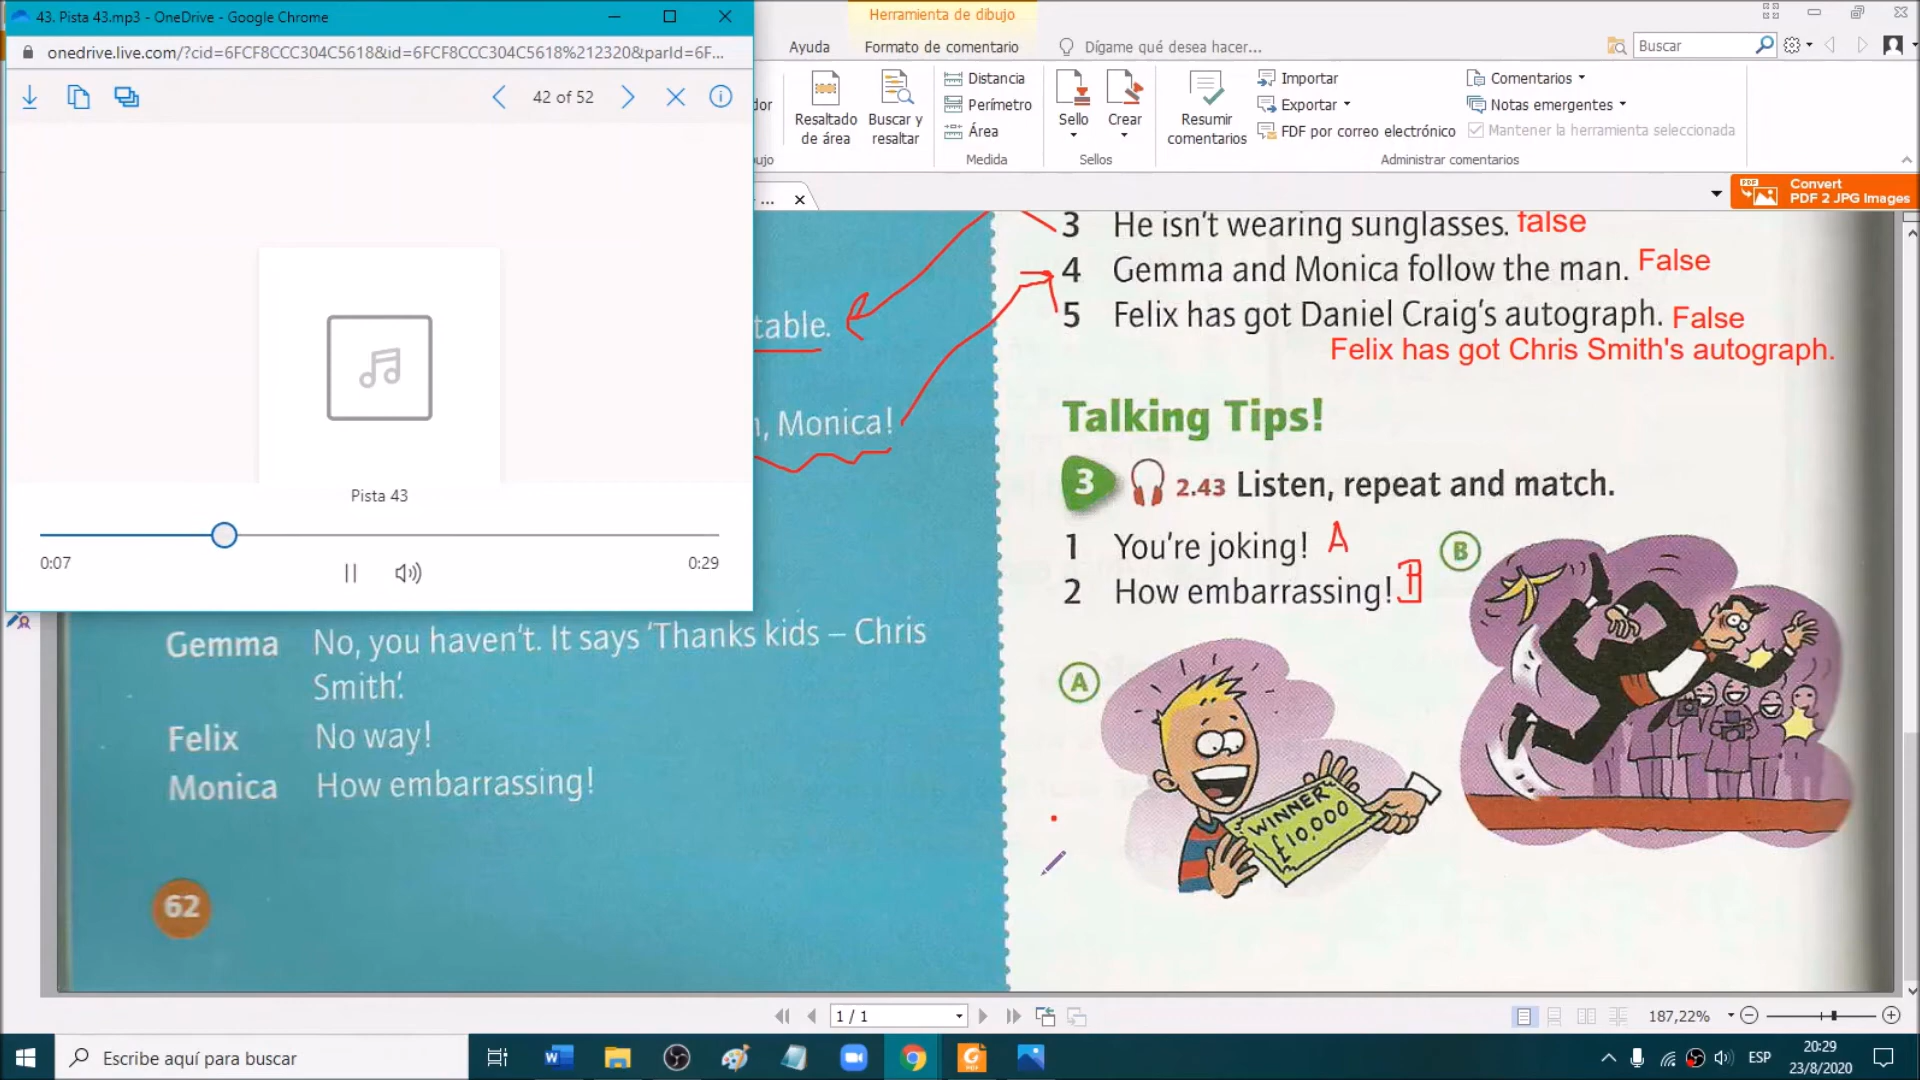 43. Pista 43.mp3 - OneDrive - Google Chrome
onedrive.live.com/?cid=6FCF8CCC304C5618&id=6FCF8CCC304C5618%212320&parId=6F...
42 of 52
Pista 43
0:07
0:29
Herramienta de dibujo
Ayuda
Formato de comentario
Dígame qué desea hacer...
Buscar
Resaltado de área
Buscar y resaltar
Distancia
Perímetro
Área
Medida
Sello
Crear
Sellos
Resumir comentarios
Importar
Exportar
FDF por correo electrónico
Comentarios
Notas emergentes
Mantener la herramienta seleccionada
Administrar comentarios
...
Convert
PDF 2 JPG Images
table.
, Monica!
Gemma No, you haven't. It says 'Thanks kids – Chris
Smith'.
Felix No way!
Monica How embarrassing!
62
3 He isn't wearing sunglasses. false
4 Gemma and Monica follow the man. False
5 Felix has got Daniel Craig's autograph. False
Felix has got Chris Smith's autograph.
Talking Tips!
3 2.43 Listen, repeat and match.
1 You're joking! A
2 How embarrassing! B
A
B
WINNER
£10,000
1 / 1
187,22%
Escribe aquí para buscar
ESP
20:29
23/8/2020